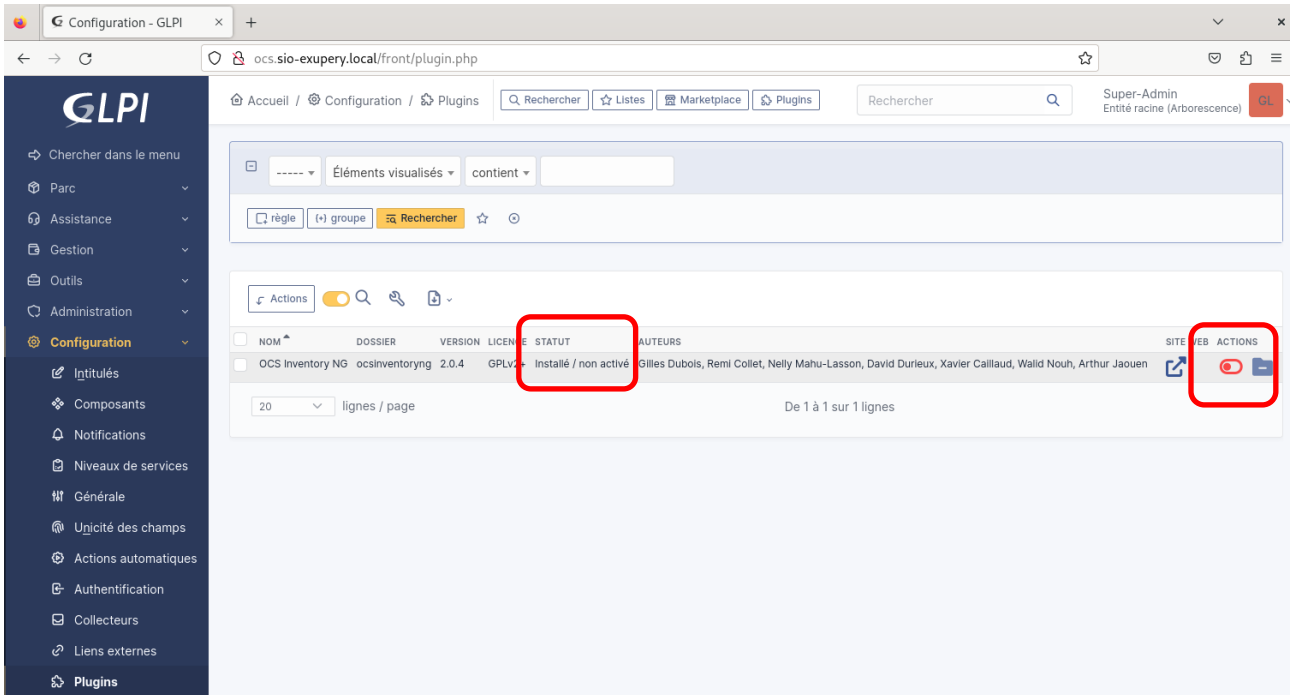 Configuration - GLPI
ocs.sio-exupery.local/front/plugin.php
GLPI
Accueil / Configuration / Plugins
Rechercher
Listes
Marketplace
Plugins
Rechercher
Super-Admin
Entité racine (Arborescence)
GL
Chercher dans le menu
Parc
Assistance
Gestion
Outils
Administration
Configuration
Intitulés
Composants
Notifications
Niveaux de services
Générale
Unicité des champs
Actions automatiques
Authentification
Collecteurs
Liens externes
Plugins
----- Éléments visualisés contient
règle (+) groupe Rechercher
Actions
NOM DOSSIER VERSION LICENCE STATUT AUTEURS SITE WEB ACTIONS
OCS Inventory NG ocsinventoryng 2.0.4 GPLv2+ Installé / non activé Gilles Dubois, Remi Collet, Nelly Mahu-Lasson, David Durieux, Xavier Caillaud, Walid Nouh, Arthur Jaouen
20 lignes / page De 1 à 1 sur 1 lignes